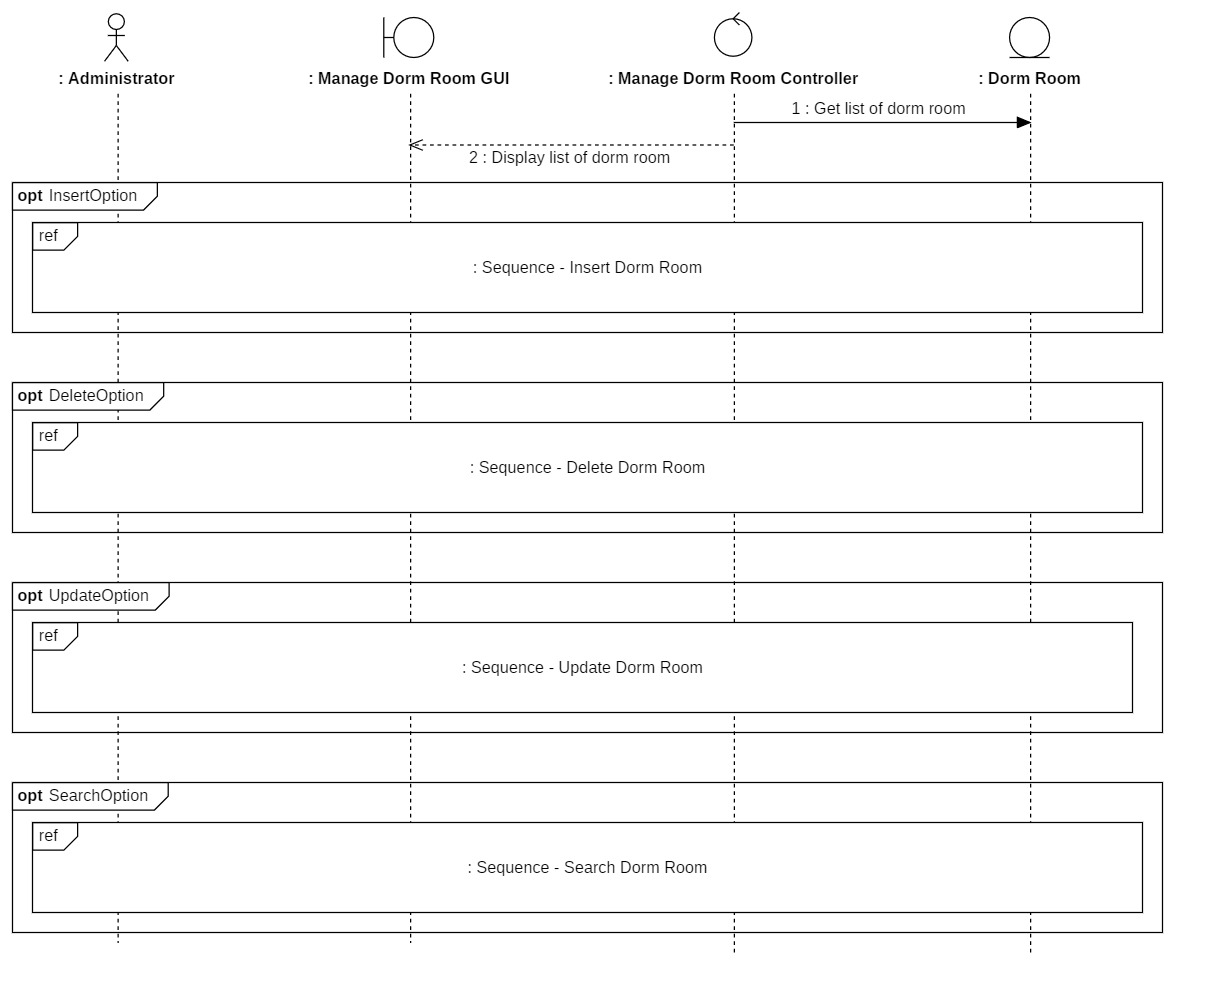 : Administrator
: Manage Dorm Room GUI
: Manage Dorm Room Controller
: Dorm Room
1 : Get list of dorm room
2 : Display list of dorm room
opt InsertOption
ref
: Sequence - Insert Dorm Room
opt DeleteOption
ref
: Sequence - Delete Dorm Room
opt UpdateOption
ref
: Sequence - Update Dorm Room
opt SearchOption
ref
: Sequence - Search Dorm Room